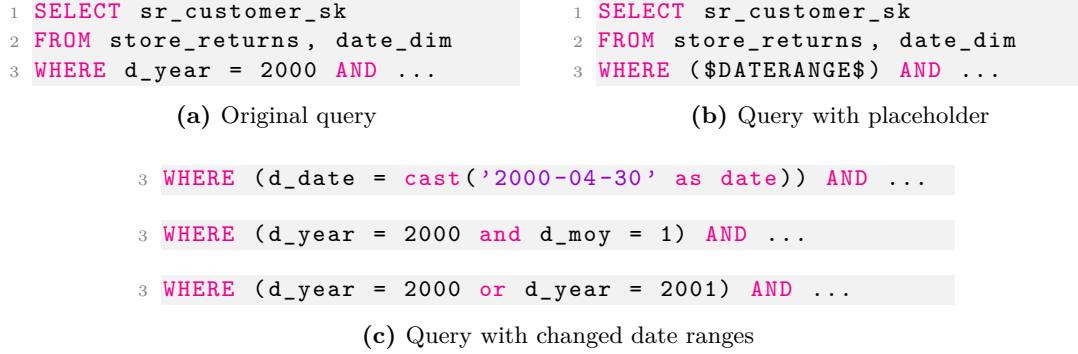 1 SELECT sr_customer_sk
2 FROM store_returns, date_dim
3 WHERE d_year = 2000 AND ...
(a) Original query
1 SELECT sr_customer_sk
2 FROM store_returns, date_dim
3 WHERE ($DATERANGE$) AND ...
(b) Query with placeholder
3 WHERE (d_date = cast('2000-04-30' as date)) AND ...
3 WHERE (d_year = 2000 and d_moy = 1) AND ...
3 WHERE (d_year = 2000 or d_year = 2001) AND ...
(c) Query with changed date ranges